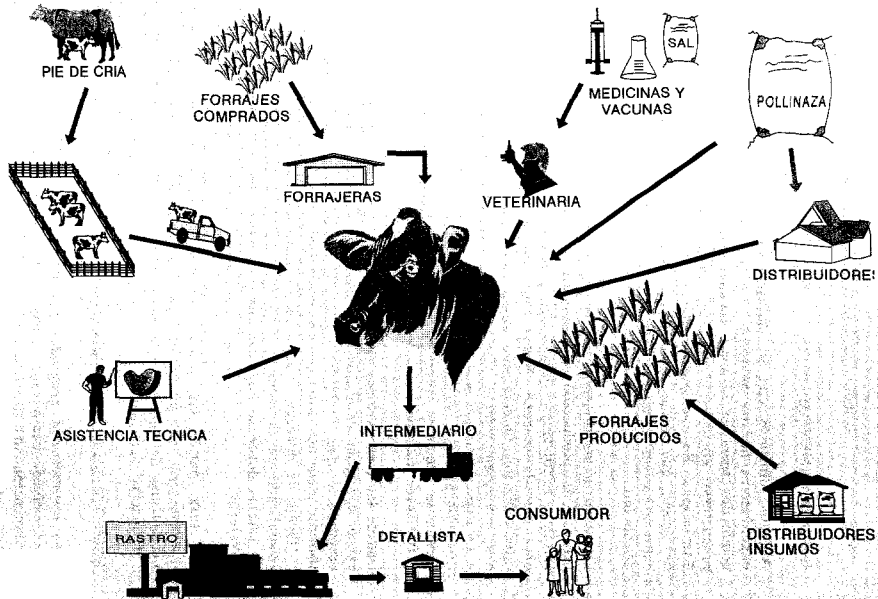 PIE DE CRIA
FORRAJES
COMPRADOS
SAL
MEDICINAS Y
VACUNAS
POLLINAZA
FORRAJERAS
VETERINARIA
DISTRIBUIDORES
ASISTENCIA TECNICA
INTERMEDIARIO
FORRAJES
PRODUCIDOS
RASTRO
DETALLISTA
CONSUMIDOR
DISTRIBUIDORES
INSUMOS